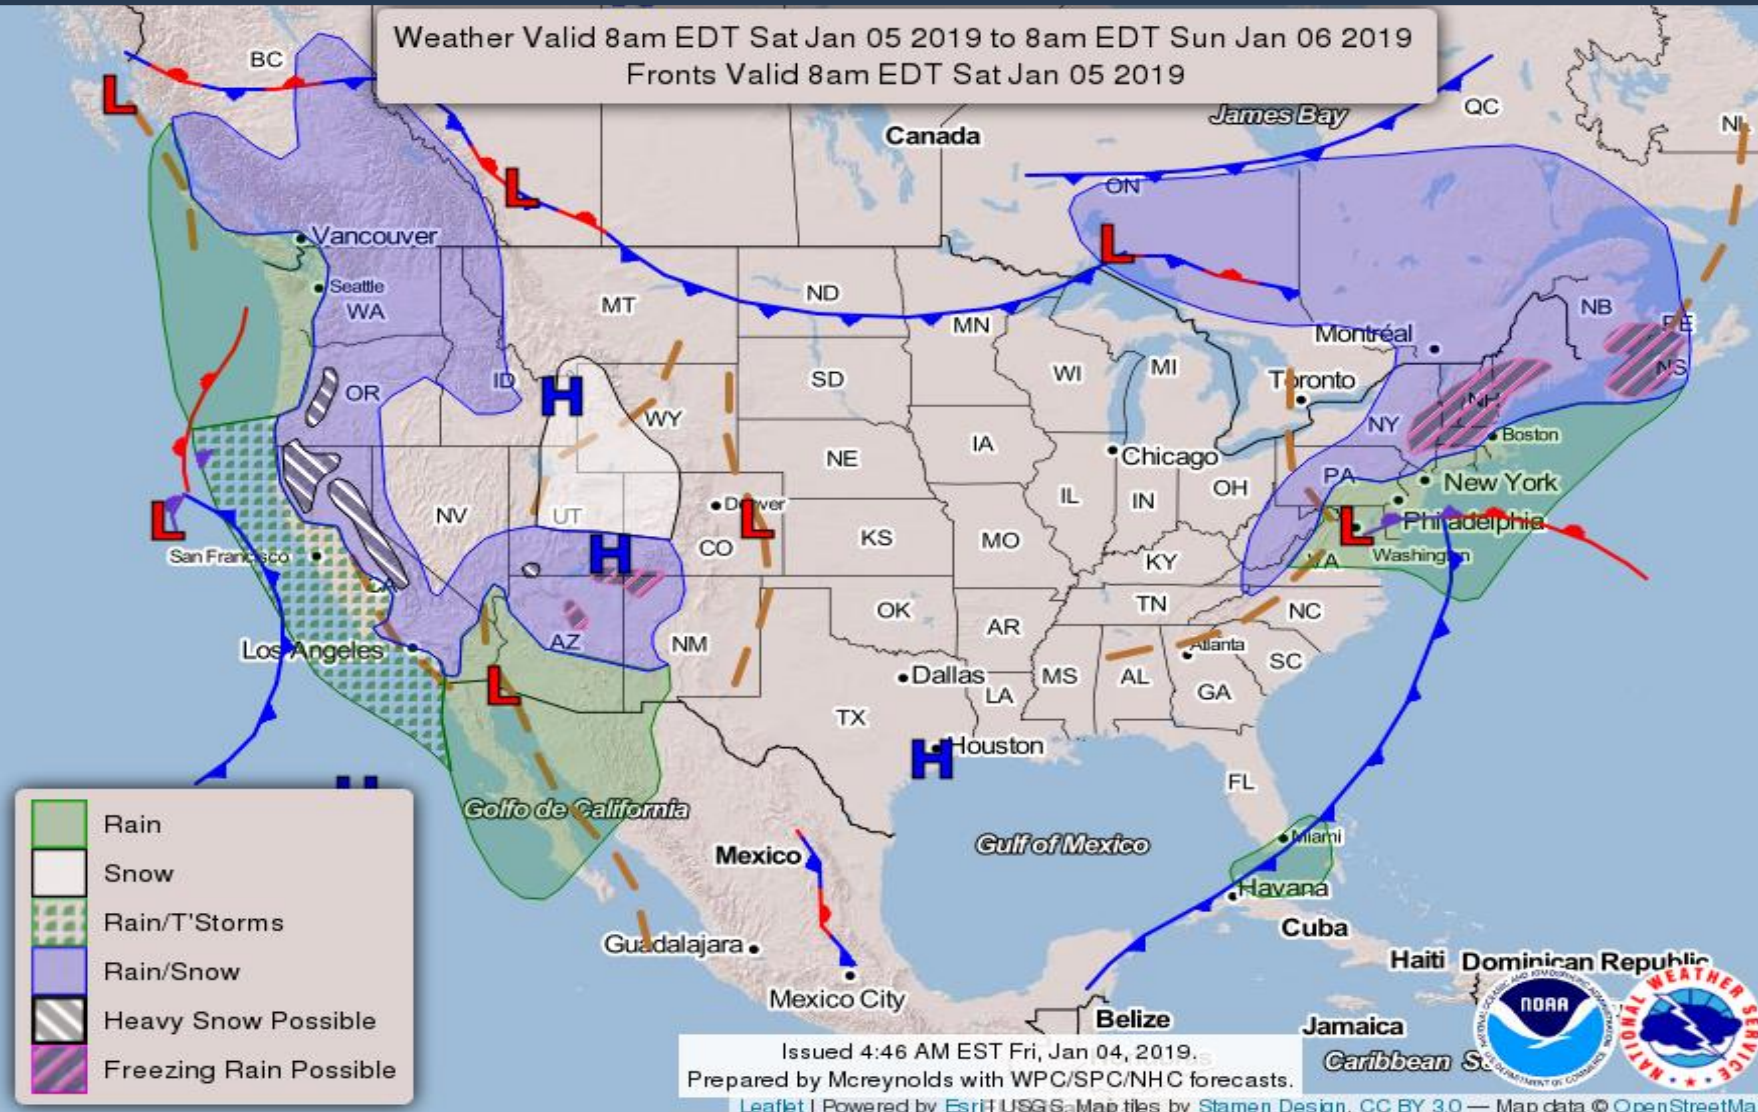 Weather Valid 8am EDT Sat Jan 05 2019 to 8am EDT Sun Jan 06 2019
Fronts Valid 8am EDT Sat Jan 05 2019
BC
L
James Bay
QC
Canada
ON
L
L
Vancouver
Seattle
WA
MT
ND
MN
Montréal
NB
PE
NS
OR
ID
H
WY
SD
WI
MI
Toronto
NY
NH
Boston
NE
IA
Chicago
OH
PA
New York
NV
UT
Denver
L
CO
KS
MO
IL
IN
L
Philadelphia
Washington
VA
L
San Francisco
CA
H
KY
TN
NC
OK
AR
Los Angeles
AZ
NM
L
Dallas
LA
MS
AL
Atlanta
GA
SC
TX
H
Houston
FL
H
Golfo de California
Gulf of Mexico
Miami
Mexico
Havana
Cuba
Guadalajara
Mexico City
Haiti
Dominican Republic
Belize
Jamaica
Caribbean
Rain
Snow
Rain/T'Storms
Rain/Snow
Heavy Snow Possible
Freezing Rain Possible
NOAA
NATIONAL WEATHER SERVICE
Issued 4:46 AM EST Fri, Jan 04, 2019.
Prepared by Mcreynolds with WPC/SPC/NHC forecasts.
Leaflet | Powered by Esri | USGS, Map tiles by Stamen Design, CC BY 3.0 — Map data © OpenStreetMa